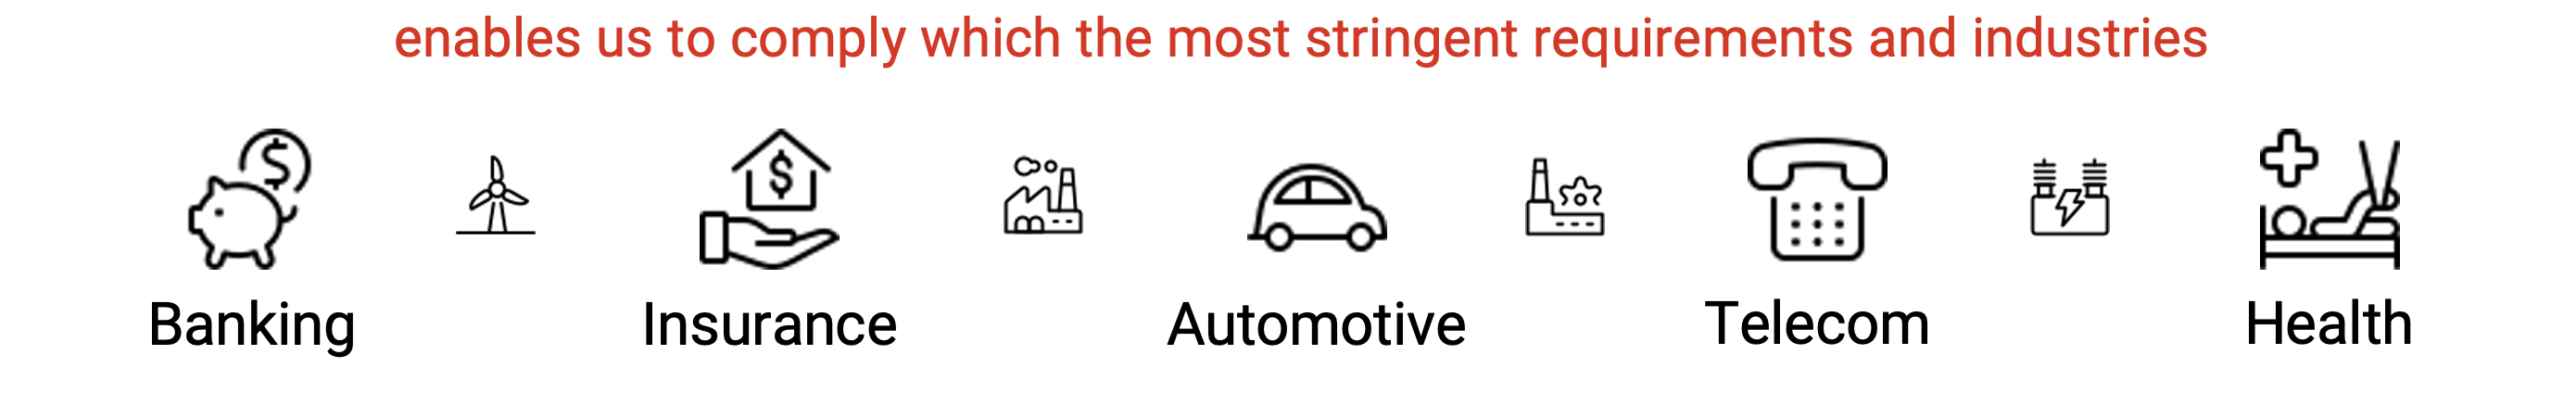 enables us to comply which the most stringent requirements and industries
Banking Insurance Automotive Telecom Health